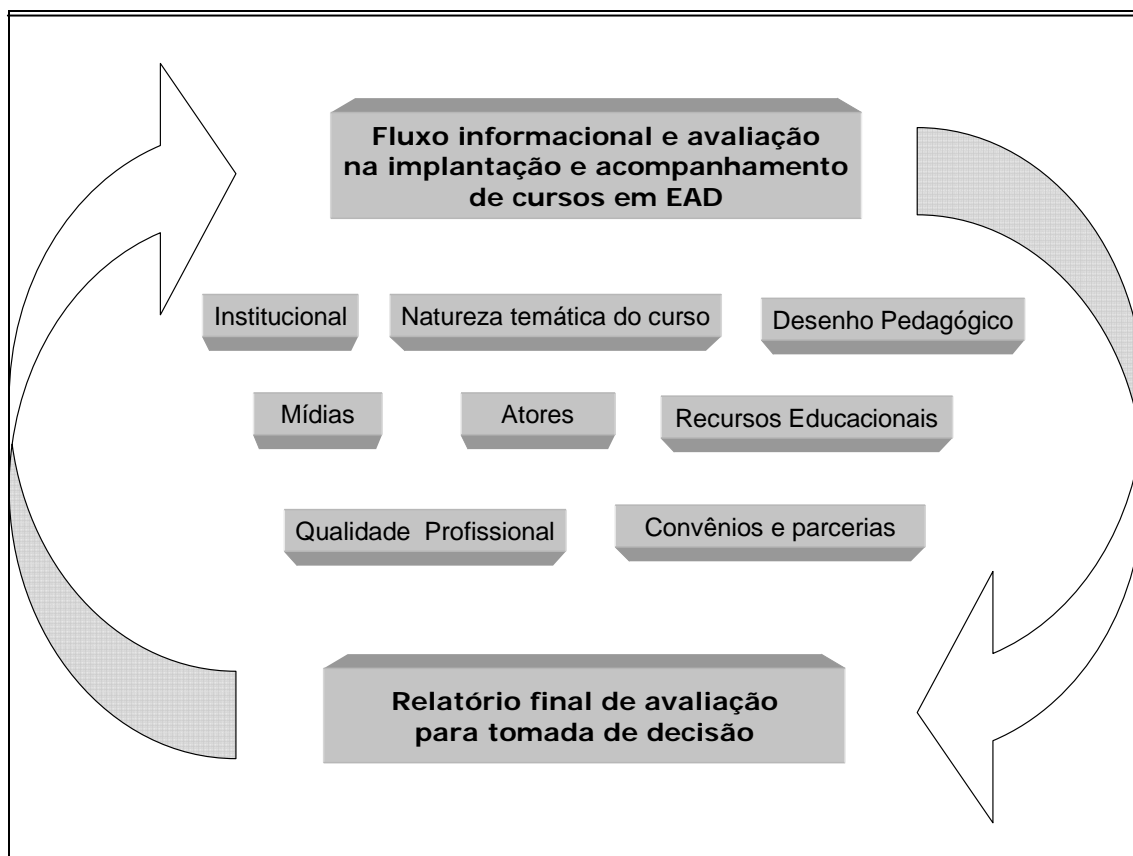 Fluxo informacional e avaliação
na implantação e acompanhamento
de cursos em EAD
Institucional
Natureza temática do curso
Desenho Pedagógico
Mídias
Atores
Recursos Educacionais
Qualidade  Profissional
Convênios e parcerias
Relatório final de avaliação
para tomada de decisão